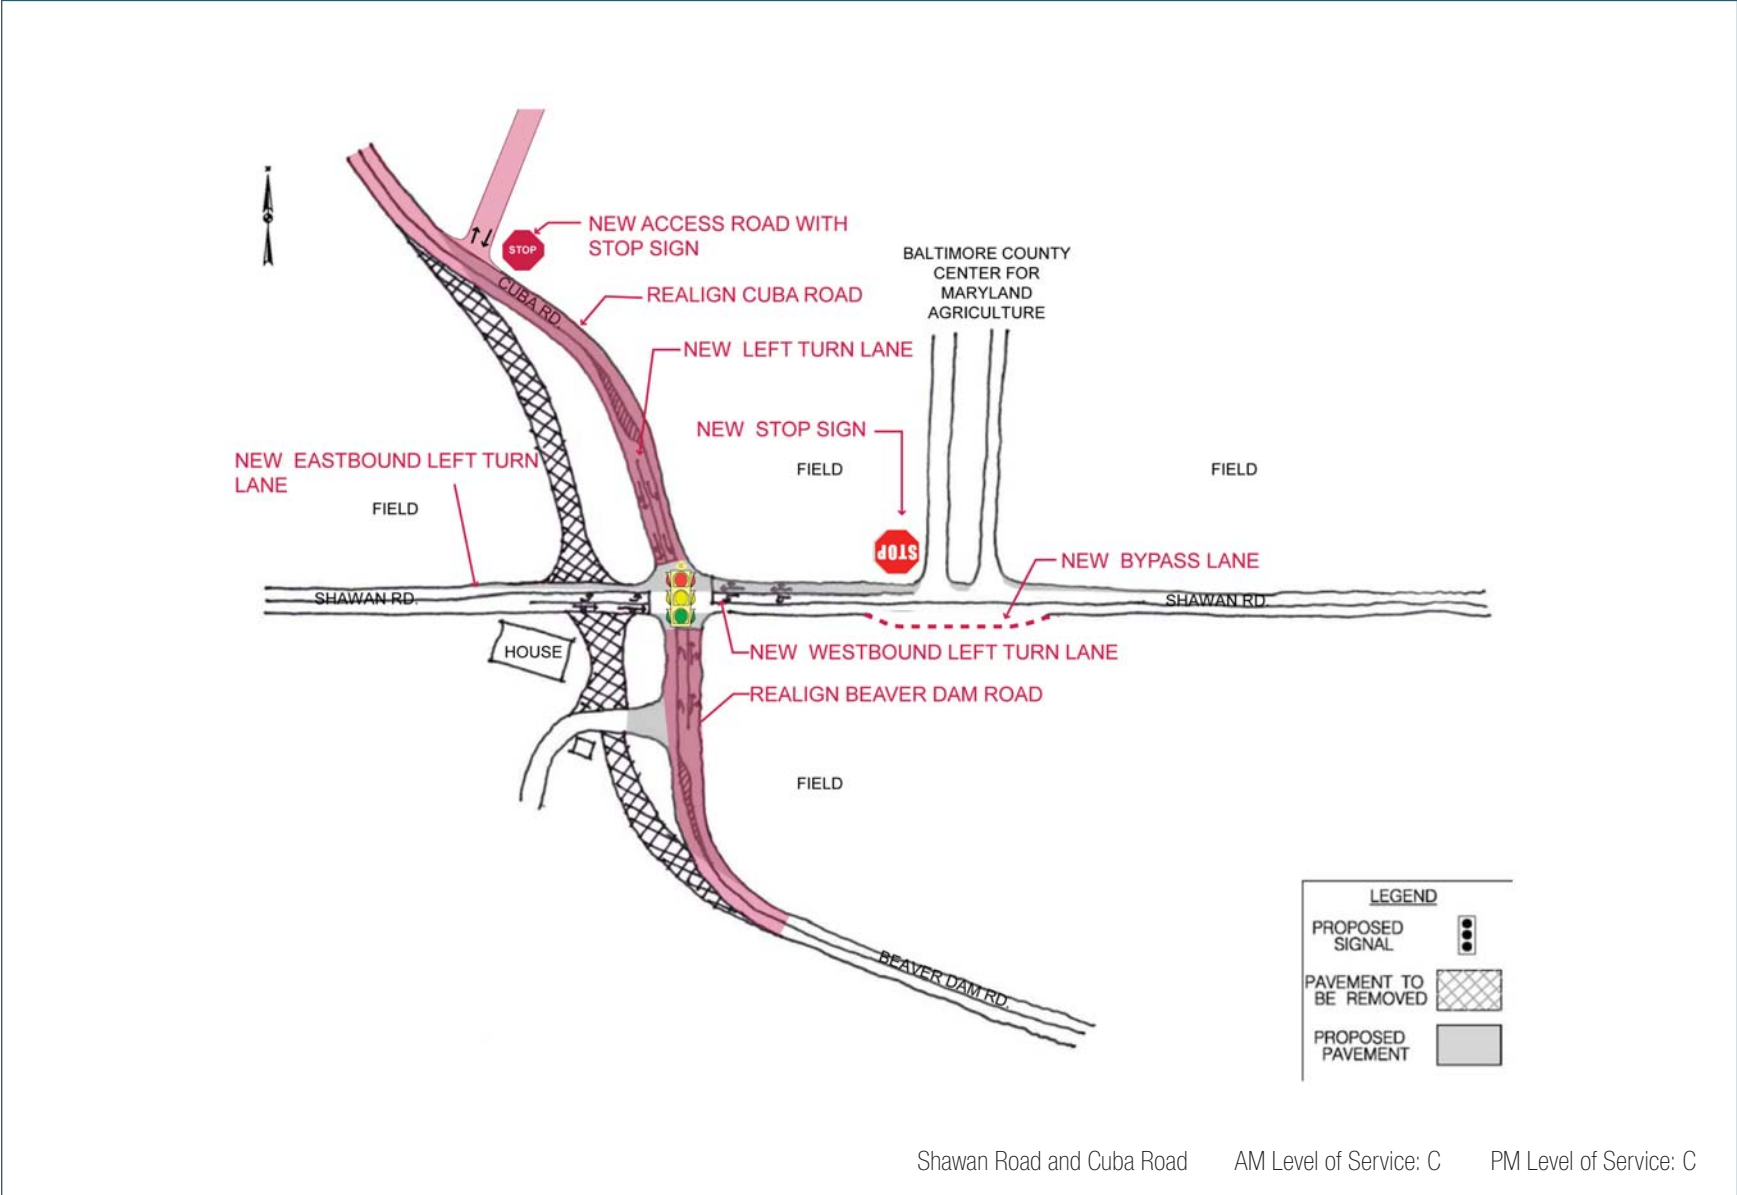 NEW ACCESS ROAD WITH
STOP SIGN
STOP
BALTIMORE COUNTY
CENTER FOR
MARYLAND
AGRICULTURE
CUBA RD.
REALIGN CUBA ROAD
NEW LEFT TURN LANE
NEW STOP SIGN
NEW EASTBOUND LEFT TURN
LANE
FIELD
FIELD
FIELD
STOP
NEW BYPASS LANE
SHAWAN RD.
SHAWAN RD.
HOUSE
NEW WESTBOUND LEFT TURN LANE
REALIGN BEAVER DAM ROAD
FIELD
BEAVER DAM RD.
LEGEND
PROPOSED
SIGNAL
PAVEMENT TO
BE REMOVED
PROPOSED
PAVEMENT
Shawan Road and Cuba Road AM Level of Service: C PM Level of Service: C